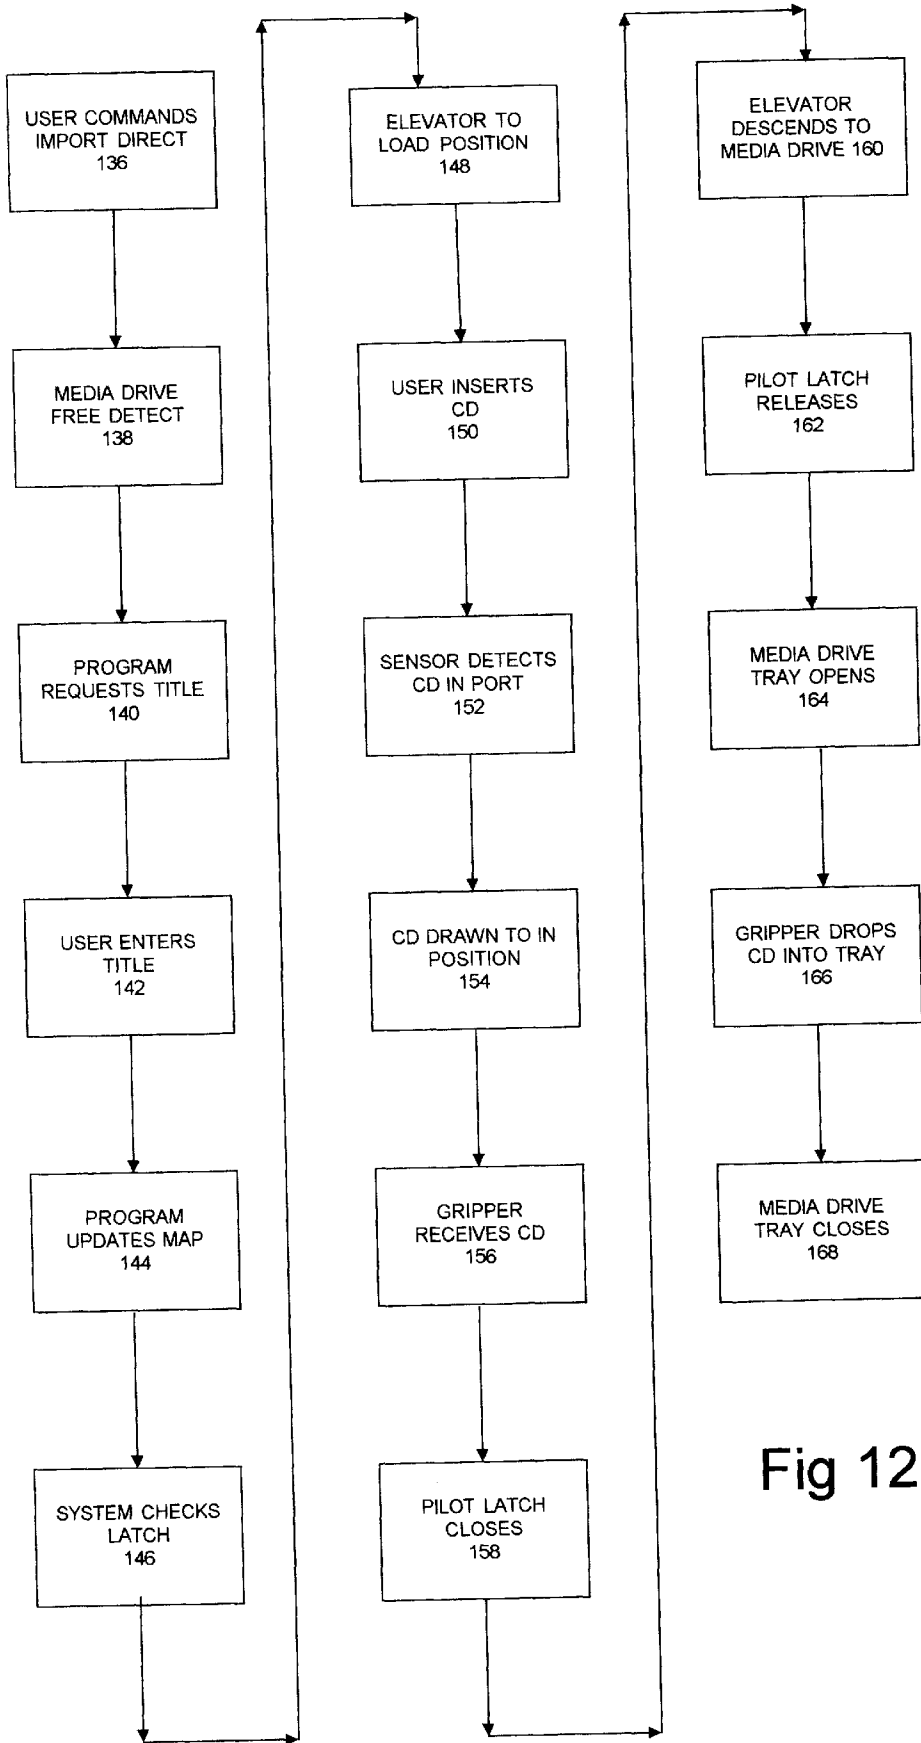 USER COMMANDS
IMPORT DIRECT
136
MEDIA DRIVE
FREE DETECT
138
PROGRAM
REQUESTS TITLE
140
USER ENTERS
TITLE
142
PROGRAM
UPDATES MAP
144
SYSTEM CHECKS
LATCH
146
ELEVATOR TO
LOAD POSITION
148
USER INSERTS
CD
150
SENSOR DETECTS
CD IN PORT
152
CD DRAWN TO IN
POSITION
154
GRIPPER
RECEIVES CD
156
PILOT LATCH
CLOSES
158
ELEVATOR
DESCENDS TO
MEDIA DRIVE 160
PILOT LATCH
RELEASES
162
MEDIA DRIVE
TRAY OPENS
164
GRIPPER DROPS
CD INTO TRAY
166
MEDIA DRIVE
TRAY CLOSES
168
Fig 12